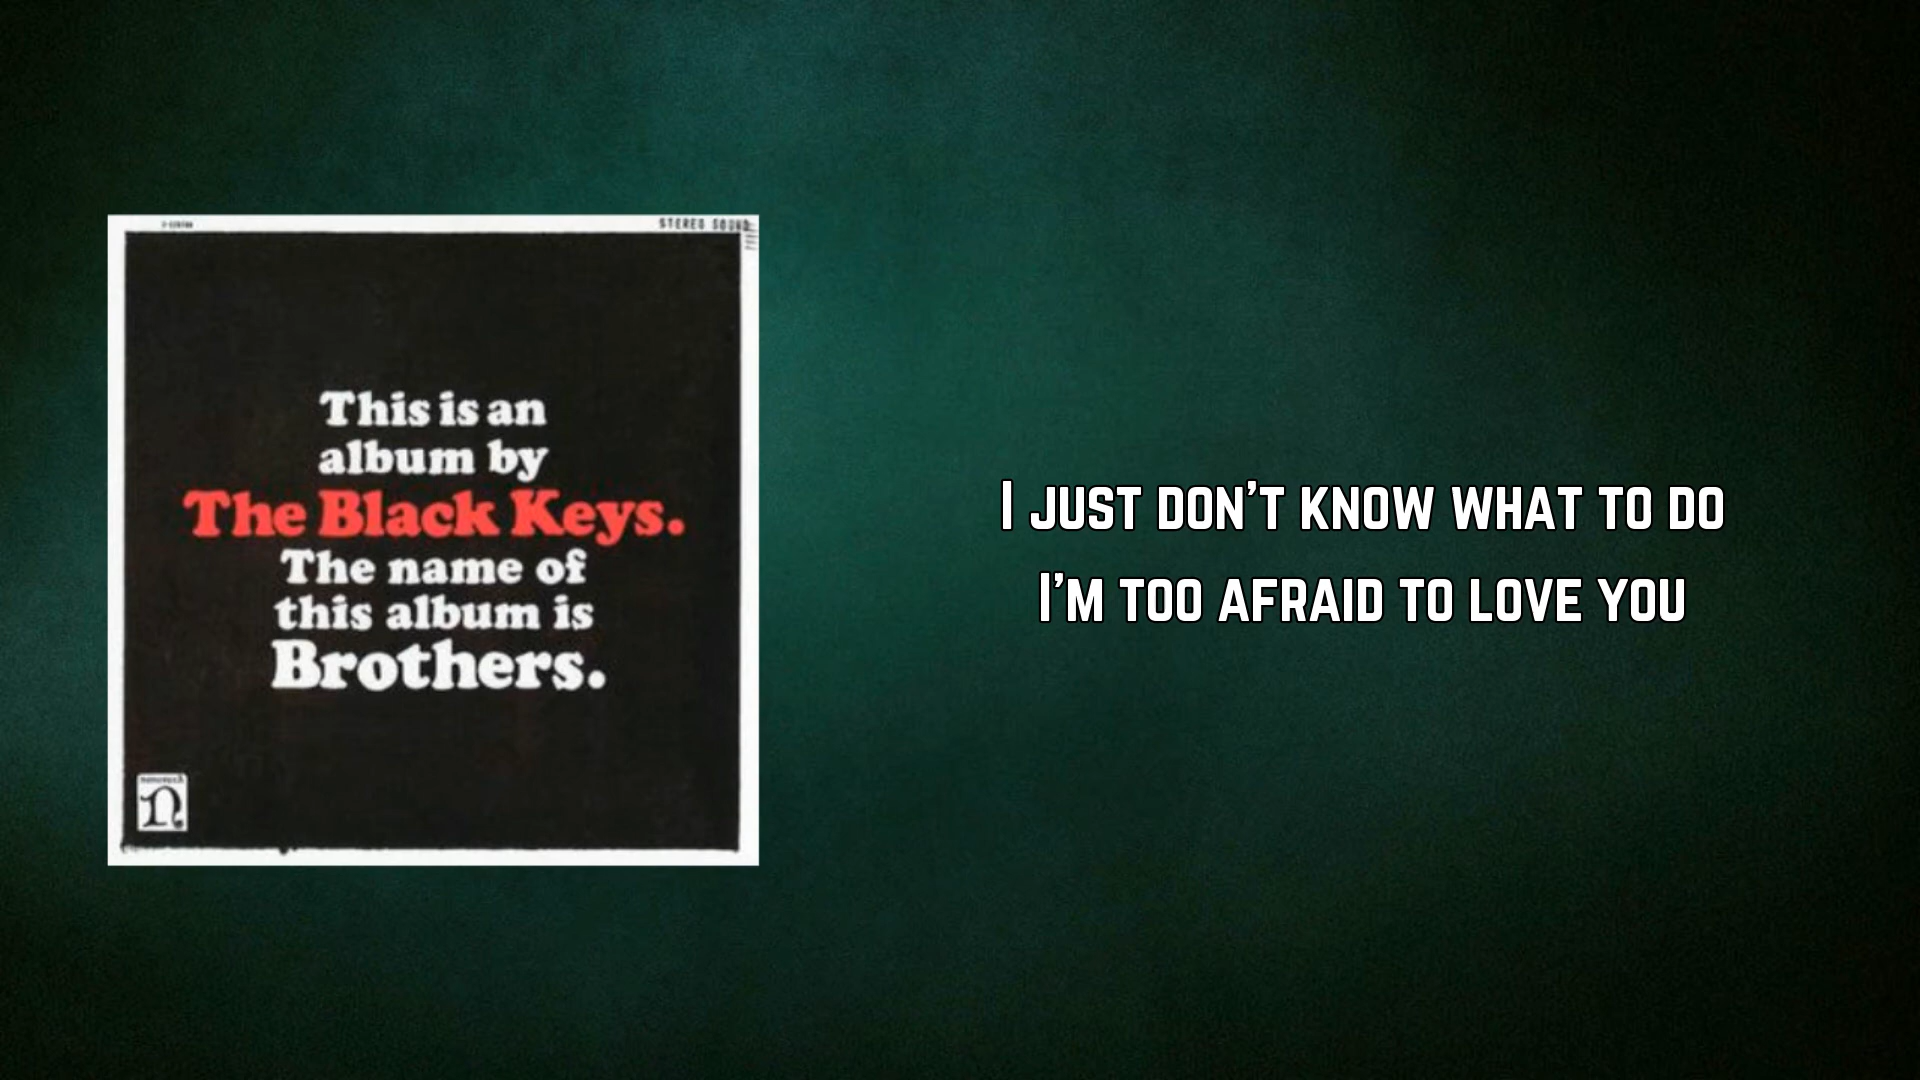 STEREO SOUND
This is an
album by
The Black Keys.
The name of
this album is
Brothers.
nonesuch
n.
I JUST DON'T KNOW WHAT TO DO
I'M TOO AFRAID TO LOVE YOU